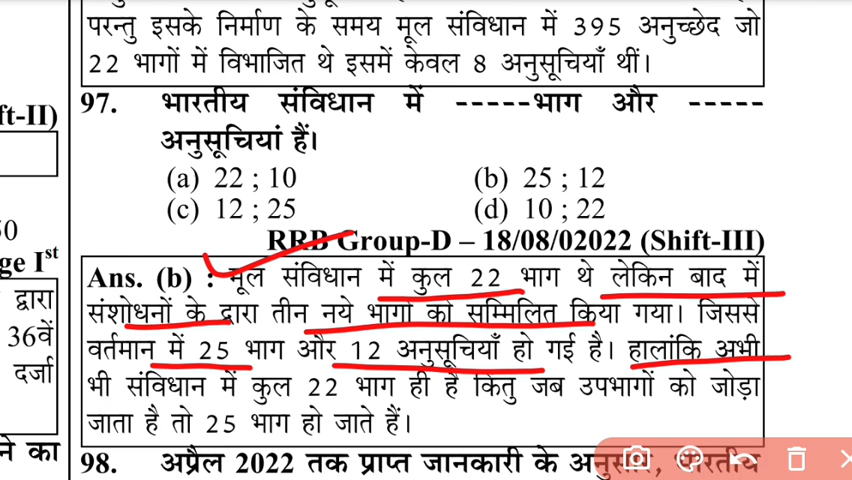 परन्तु इसके निर्माण के समय मूल संविधान में 395 अनुच्छेद जो
22 भागों में विभाजित थे इसमें केवल 8 अनुसूचियाँ थीं।
ft-II)
50
ge Ist
द्वारा
36वें
दर्जा
ने का
97. भारतीय संविधान में -----भाग और -----
अनुसूचियां हैं।
(a) 22 ; 10 (b) 25 ; 12
(c) 12 ; 25 (d) 10 ; 22
RRB Group-D – 18/08/02022 (Shift-III)
Ans. (b) : मूल संविधान में कुल 22 भाग थे लेकिन बाद में
संशोधनों के द्वारा तीन नये भागों को सम्मिलित किया गया। जिससे
वर्तमान में 25 भाग और 12 अनुसूचियाँ हो गई है। हालांकि अभी
भी संविधान में कुल 22 भाग ही है किंतु जब उपभागों को जोड़ा
जाता है तो 25 भाग हो जाते हैं।
98. अप्रैल 2022 तक प्राप्त जानकारी के अनुसार, भारतीय